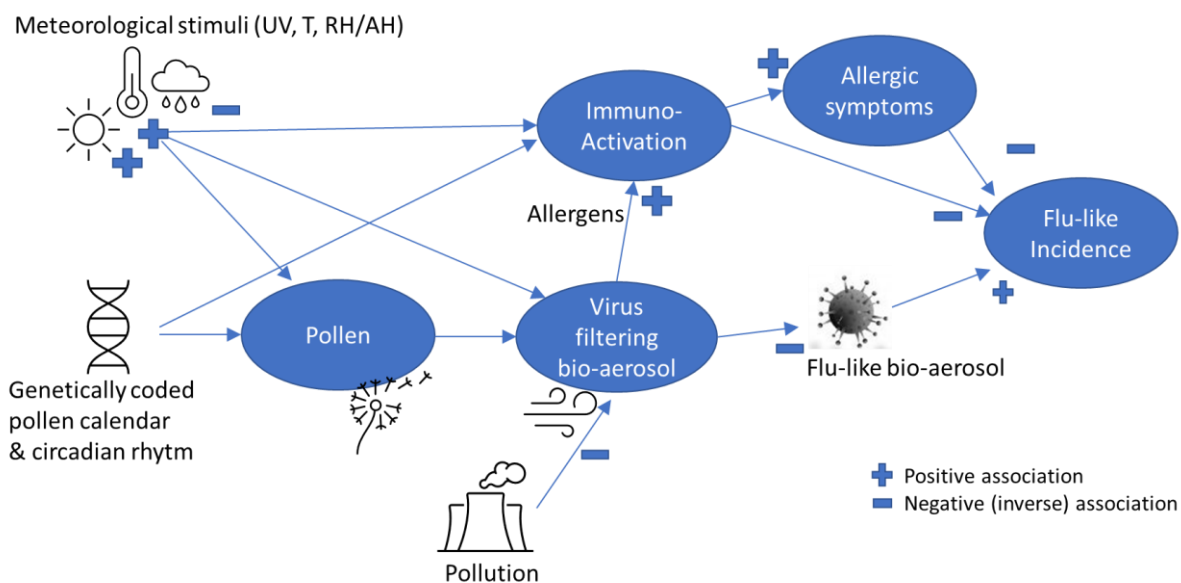 Meteorological stimuli (UV, T, RH/AH)
Immuno-
Activation
Allergic
symptoms
Allergens
Flu-like
Incidence
Pollen
Virus
filtering
bio-aerosol
Flu-like bio-aerosol
Genetically coded
pollen calendar
& circadian rhytm
Pollution
Positive association
Negative (inverse) association